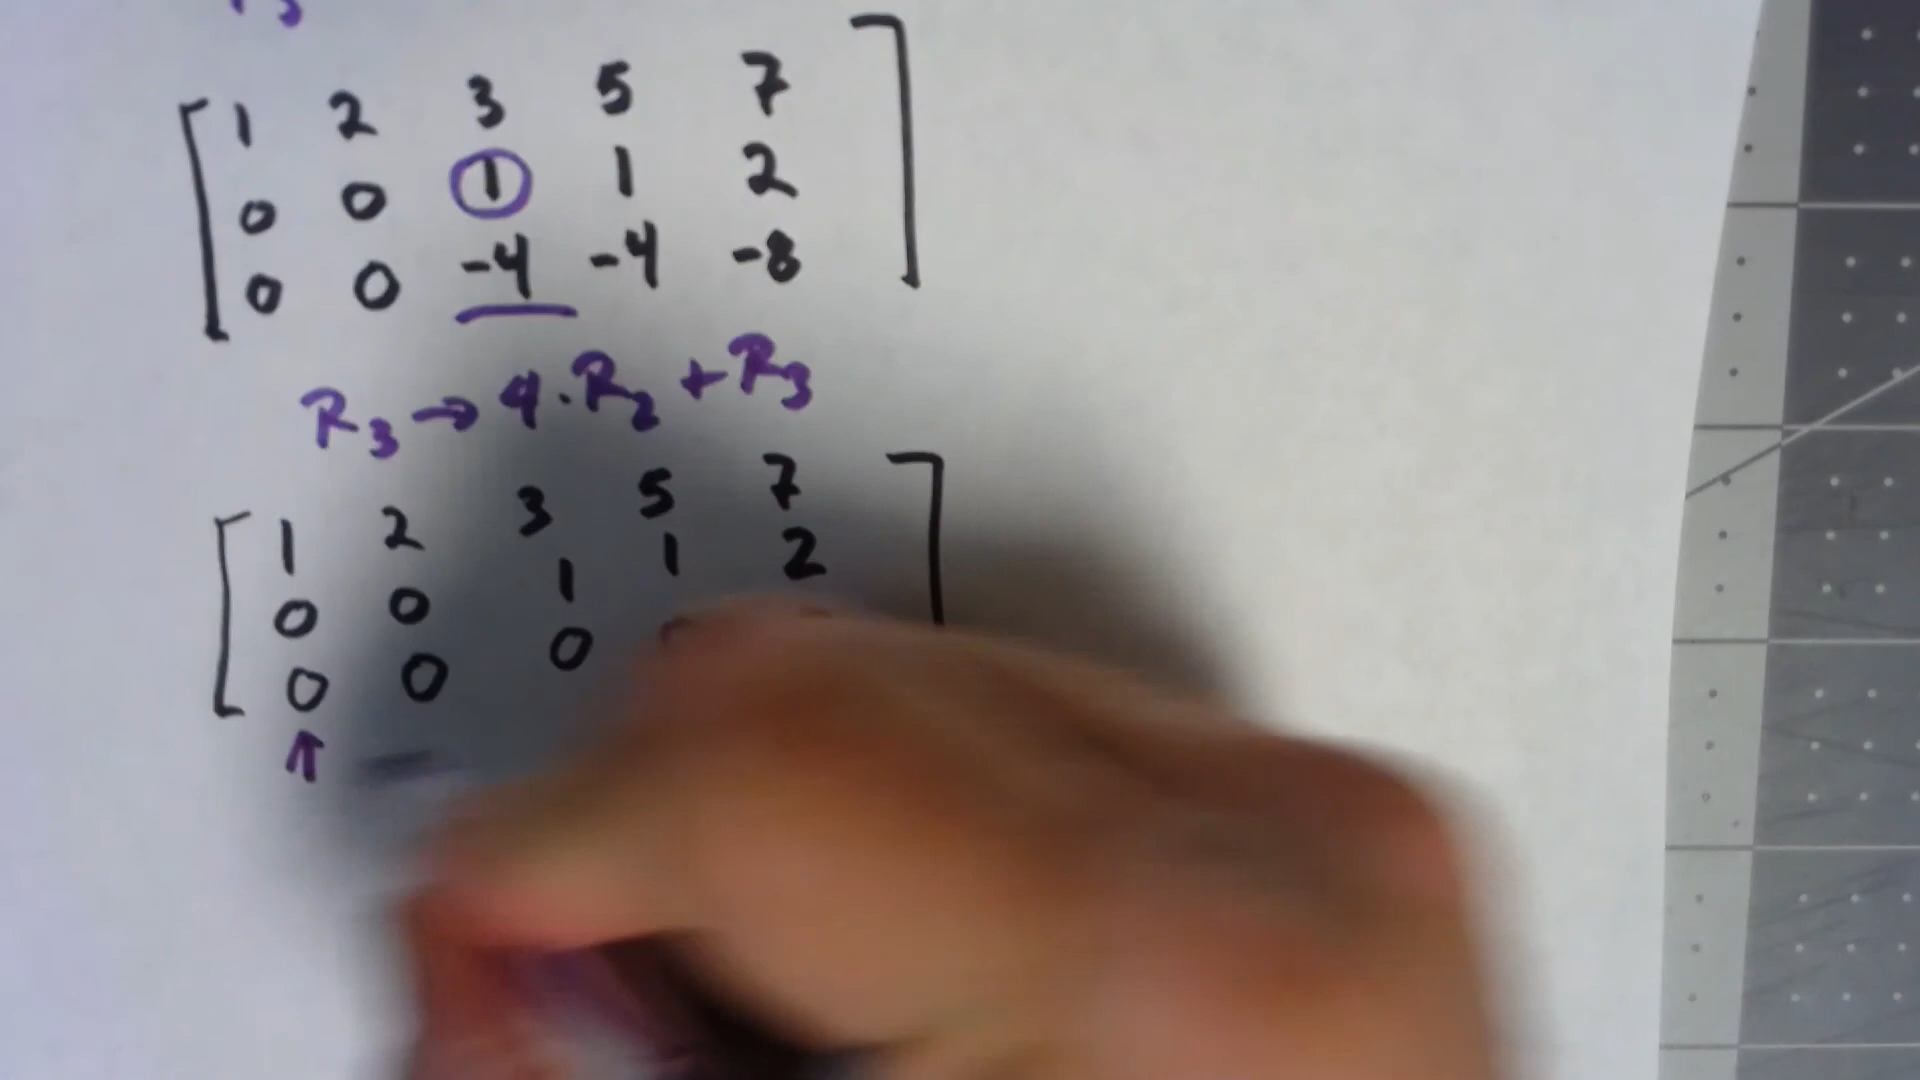 1 2 3 5 7
0 0 1 1 2
0 0 -4 -4 -8
R3 → 4·R2 + R3
1 2 3 5 7
0 0 1 1 2
0 0 0
↑